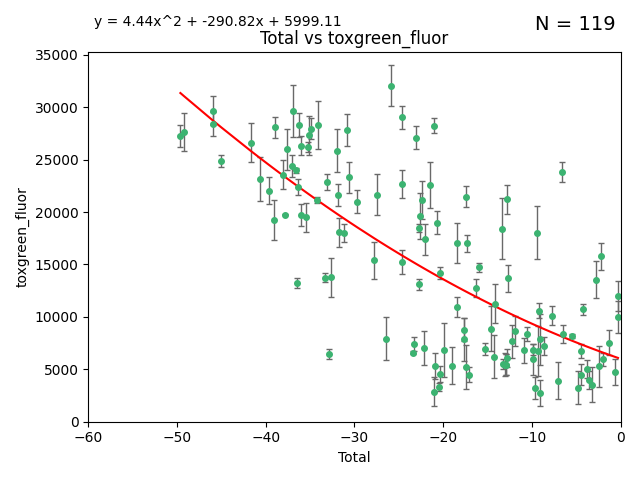 y = 4.44x^2 + -290.82x + 5999.11
N = 119
Total vs toxgreen_fluor
35000
30000
25000
20000
15000
10000
5000
0
toxgreen_fluor
−60 −50 −40 −30 −20 −10 0
Total